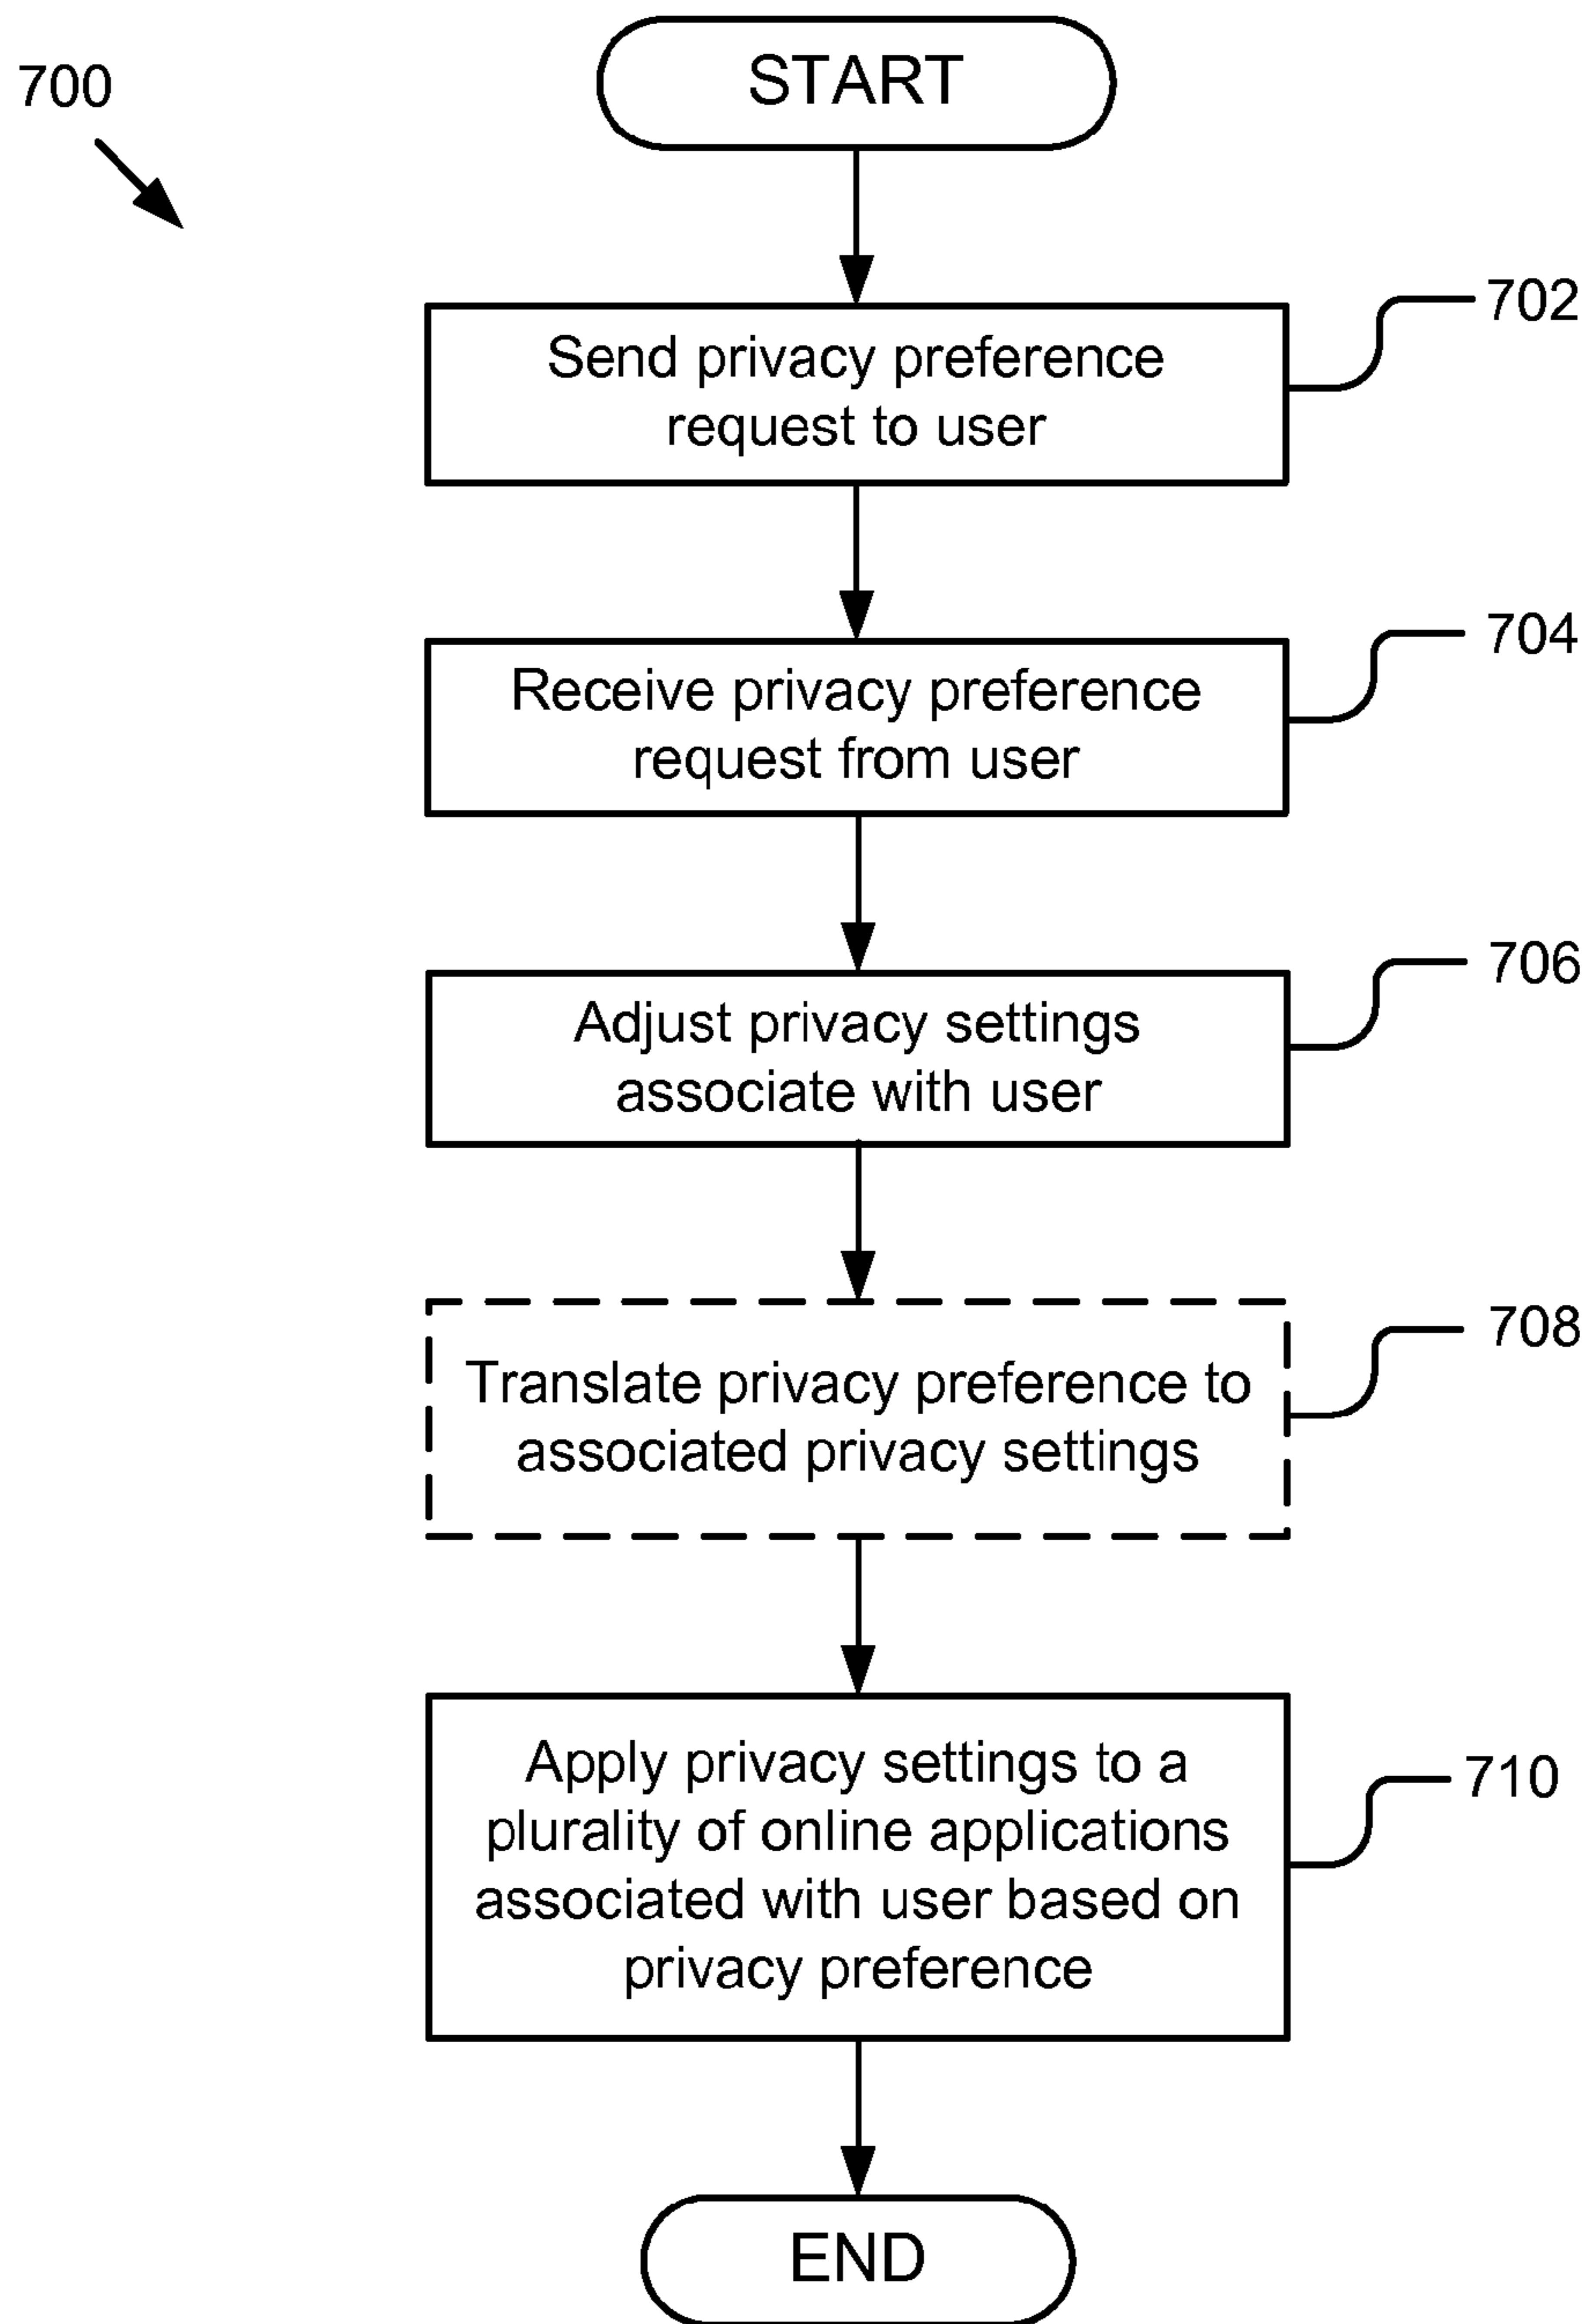 700
START
702
Send privacy preference
request to user
704
Receive privacy preference
request from user
706
Adjust privacy settings
associate with user
708
Translate privacy preference to
associated privacy settings
710
Apply privacy settings to a
plurality of online applications
associated with user based on
privacy preference
END